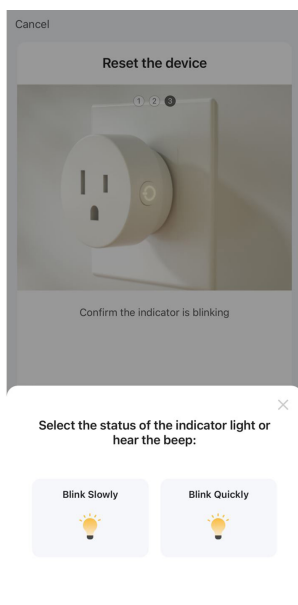 Cancel
Reset the device
1 2 3
Confirm the indicator is blinking
Select the status of the indicator light or
hear the beep:
Blink Slowly
Blink Quickly